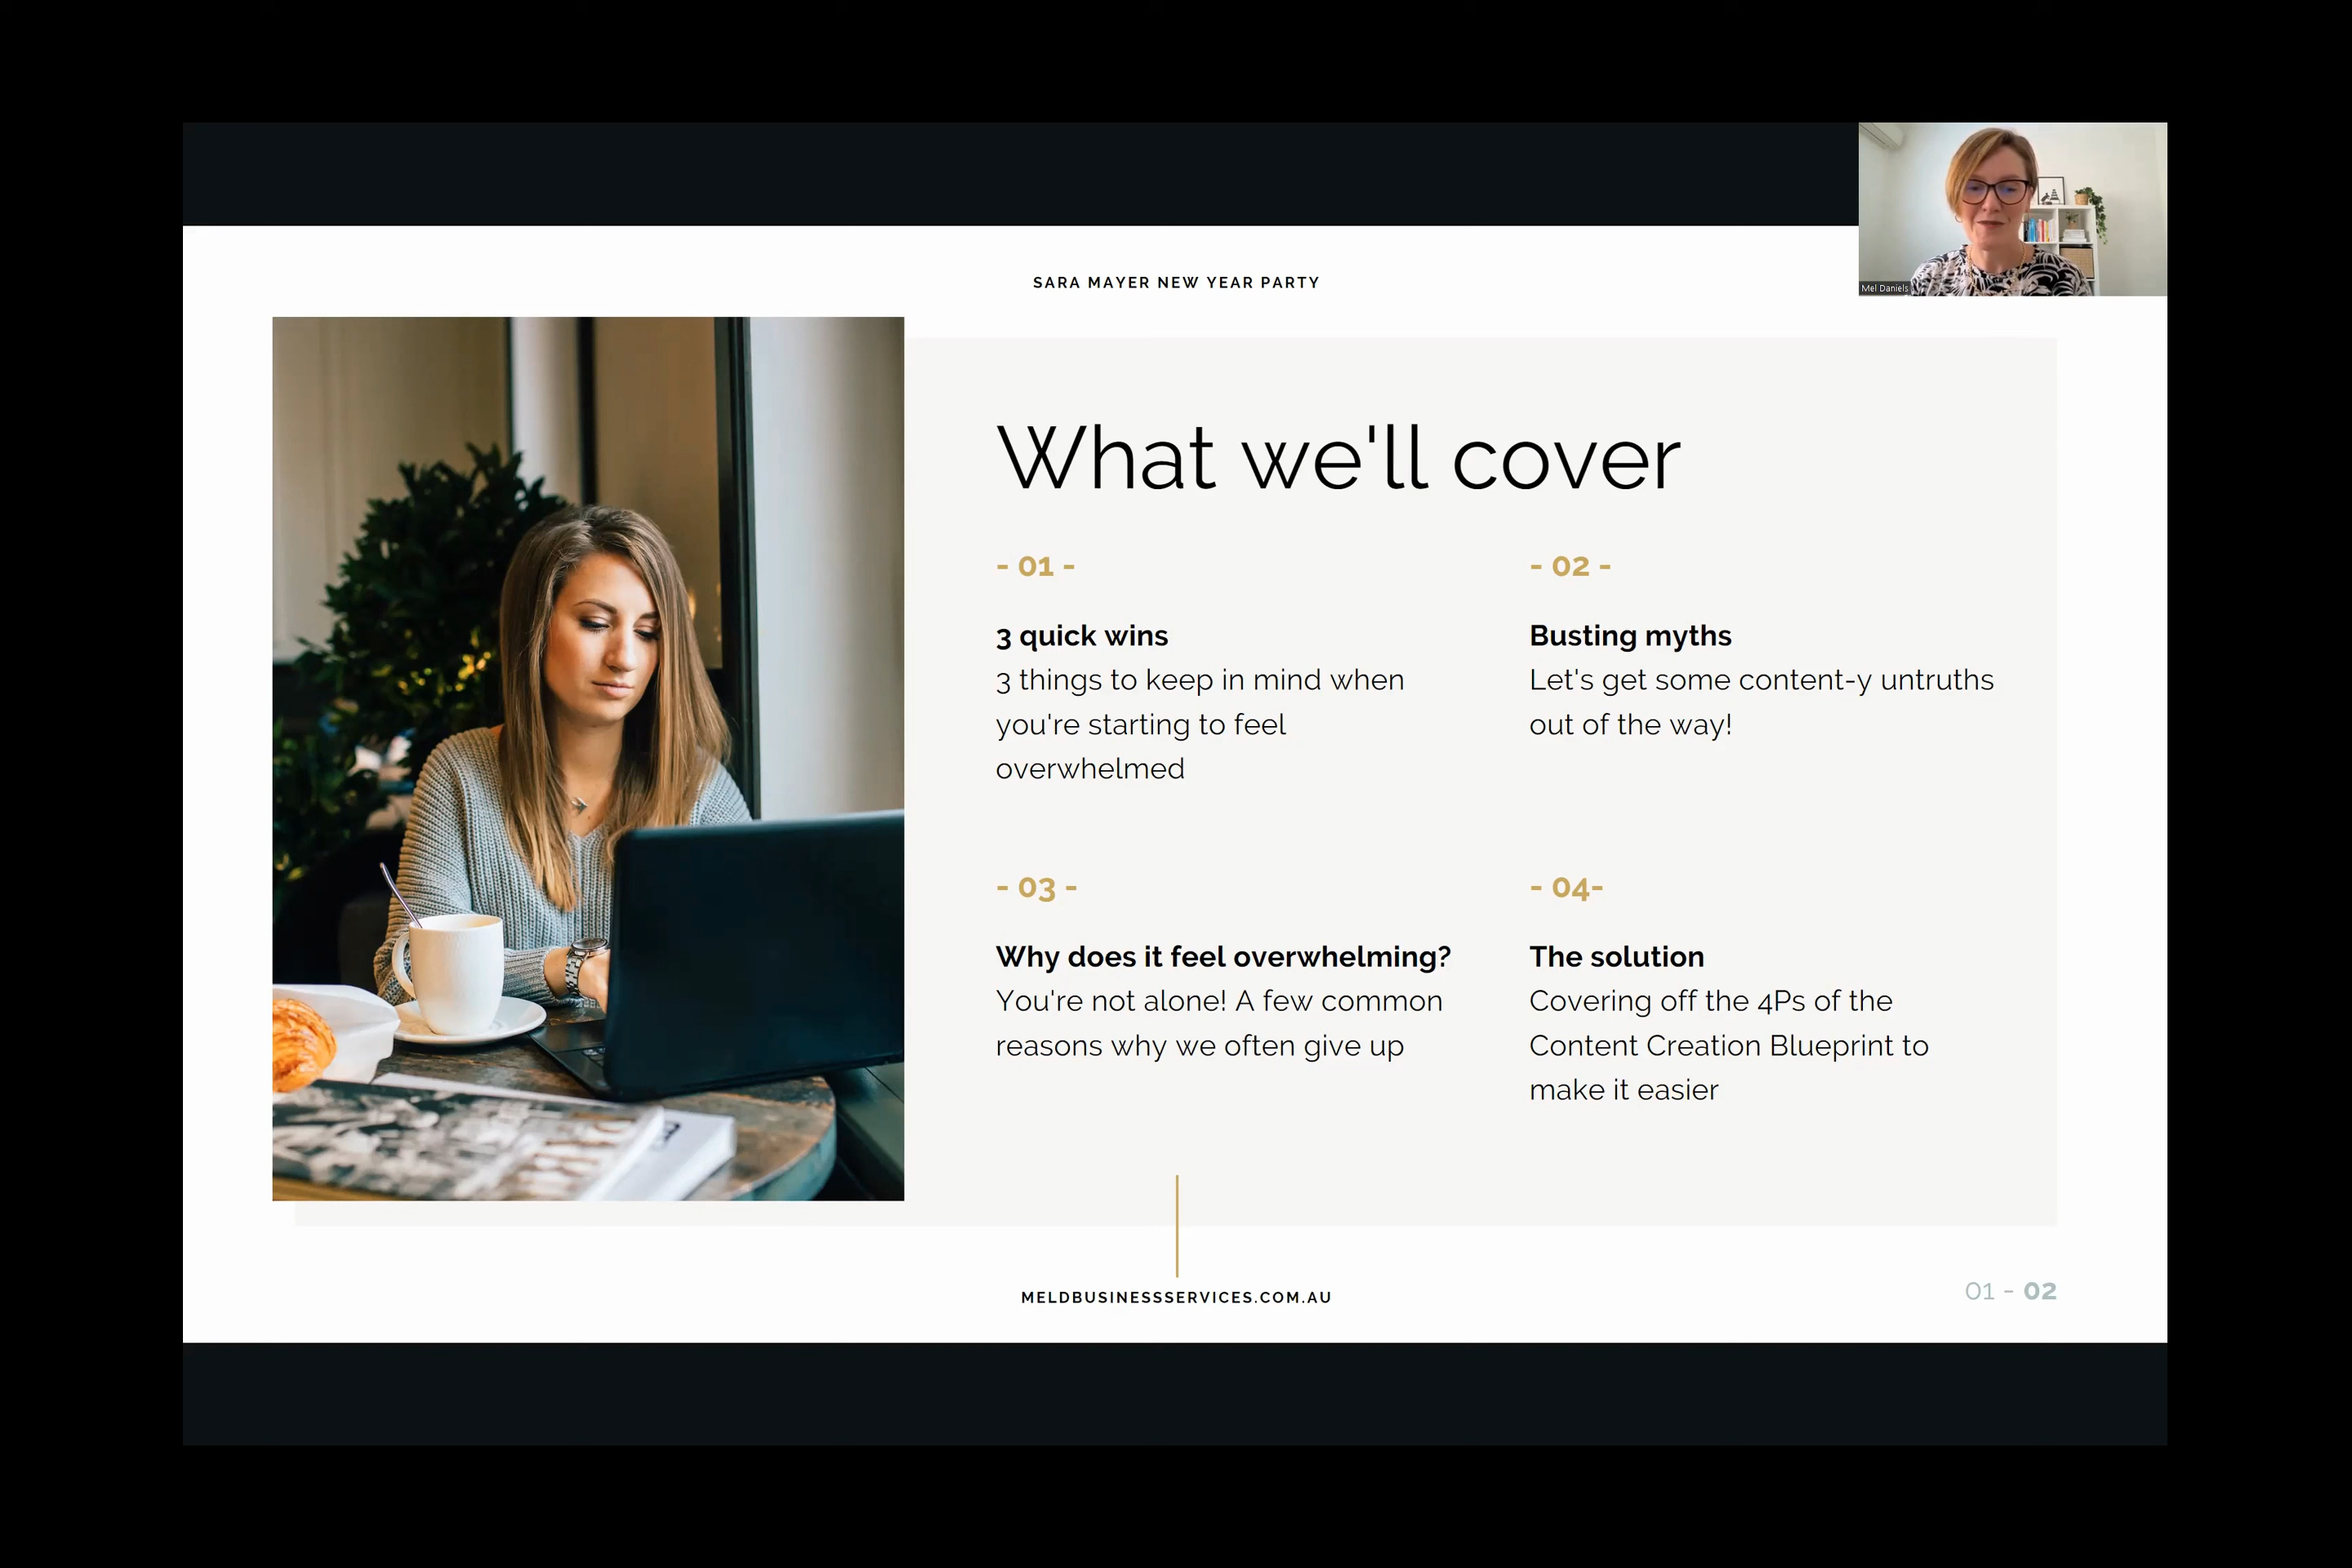 SARA MAYER NEW YEAR PARTY
Mel Daniels
What we'll cover
- 01 -
3 quick wins
3 things to keep in mind when
you're starting to feel
overwhelmed
- 02 -
Busting myths
Let's get some content-y untruths
out of the way!
- 03 -
Why does it feel overwhelming?
You're not alone! A few common
reasons why we often give up
- 04-
The solution
Covering off the 4Ps of the
Content Creation Blueprint to
make it easier
MELDBUSINESSSERVICES.COM.AU
01 - 02